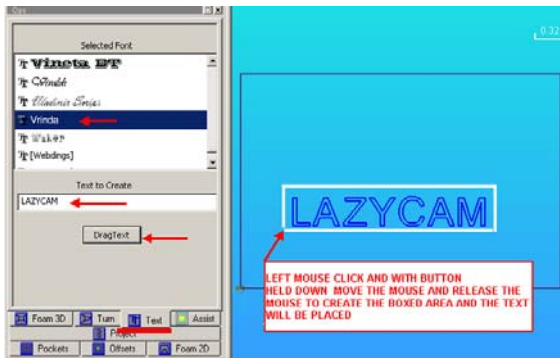 Selected Font
Vineta BT
Vladimir Script
Vrinda
[Webdings]
Text to Create
LAZYCAM
DragText
Foam 3D
Turn
Text
Assist
Project
Pockets
Offsets
Foam 2D
0.32
LAZYCAM
LEFT MOUSE CLICK AND WITH BUTTON
HELD DOWN MOVE THE MOUSE AND RELEASE THE
MOUSE TO CREATE THE BOXED AREA AND THE TEXT
WILL BE PLACED